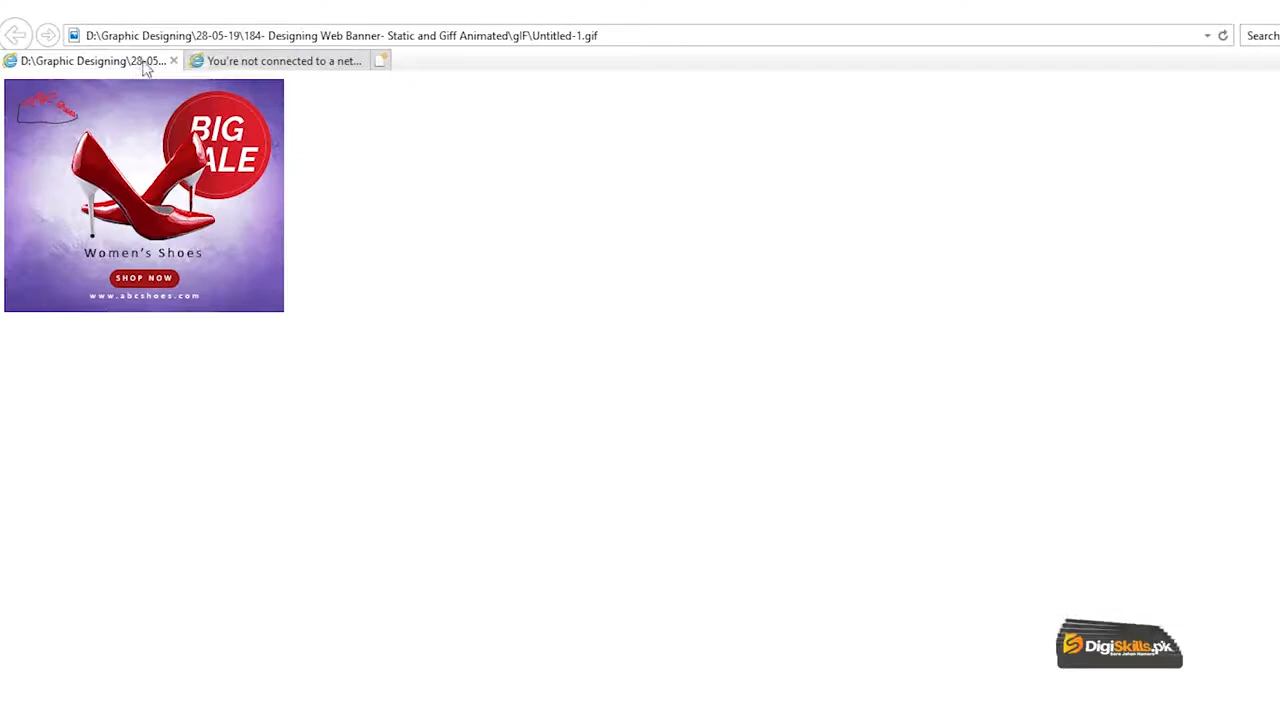 D:\Graphic Designing\28-05-19\184- Designing Web Banner- Static and Giff Animated\gIF\Untitled-1.gif
Search
D:\Graphic Designing\28-05...
You're not connected to a net...
Shoes
BIG
ALE
Women's Shoes
SHOP NOW
www.abcshoes.com
DigiSkills.pk